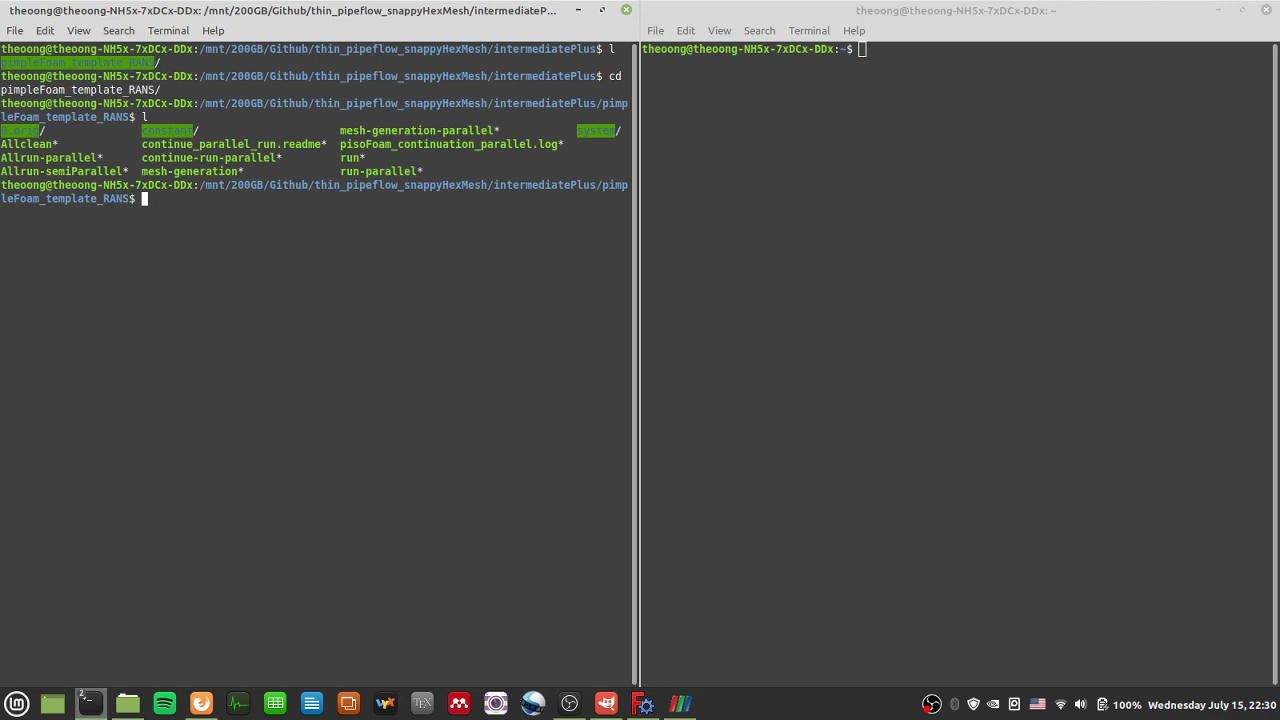 theoong@theoong-NH5x-7xDCx-DDx: /mnt/200GB/Github/thin_pipeflow_snappyHexMesh/intermediateP...
File Edit View Search Terminal Help
theoong@theoong-NH5x-7xDCx-DDx:/mnt/200GB/Github/thin_pipeflow_snappyHexMesh/intermediatePlus$ l
pimpleFoam_template_RANS/
theoong@theoong-NH5x-7xDCx-DDx:/mnt/200GB/Github/thin_pipeflow_snappyHexMesh/intermediatePlus$ cd
pimpleFoam_template_RANS/
theoong@theoong-NH5x-7xDCx-DDx:/mnt/200GB/Github/thin_pipeflow_snappyHexMesh/intermediatePlus/pimp
leFoam_template_RANS$ l
0.orig/ constant/ mesh-generation-parallel* system/
Allclean* continue_parallel_run.readme* pisoFoam_continuation_parallel.log*
Allrun-parallel* continue-run-parallel* run*
Allrun-semiParallel* mesh-generation* run-parallel*
theoong@theoong-NH5x-7xDCx-DDx:/mnt/200GB/Github/thin_pipeflow_snappyHexMesh/intermediatePlus/pimp
leFoam_template_RANS$
theoong@theoong-NH5x-7xDCx-DDx: ~
File Edit View Search Terminal Help
theoong@theoong-NH5x-7xDCx-DDx:~$
100% Wednesday July 15, 22:30